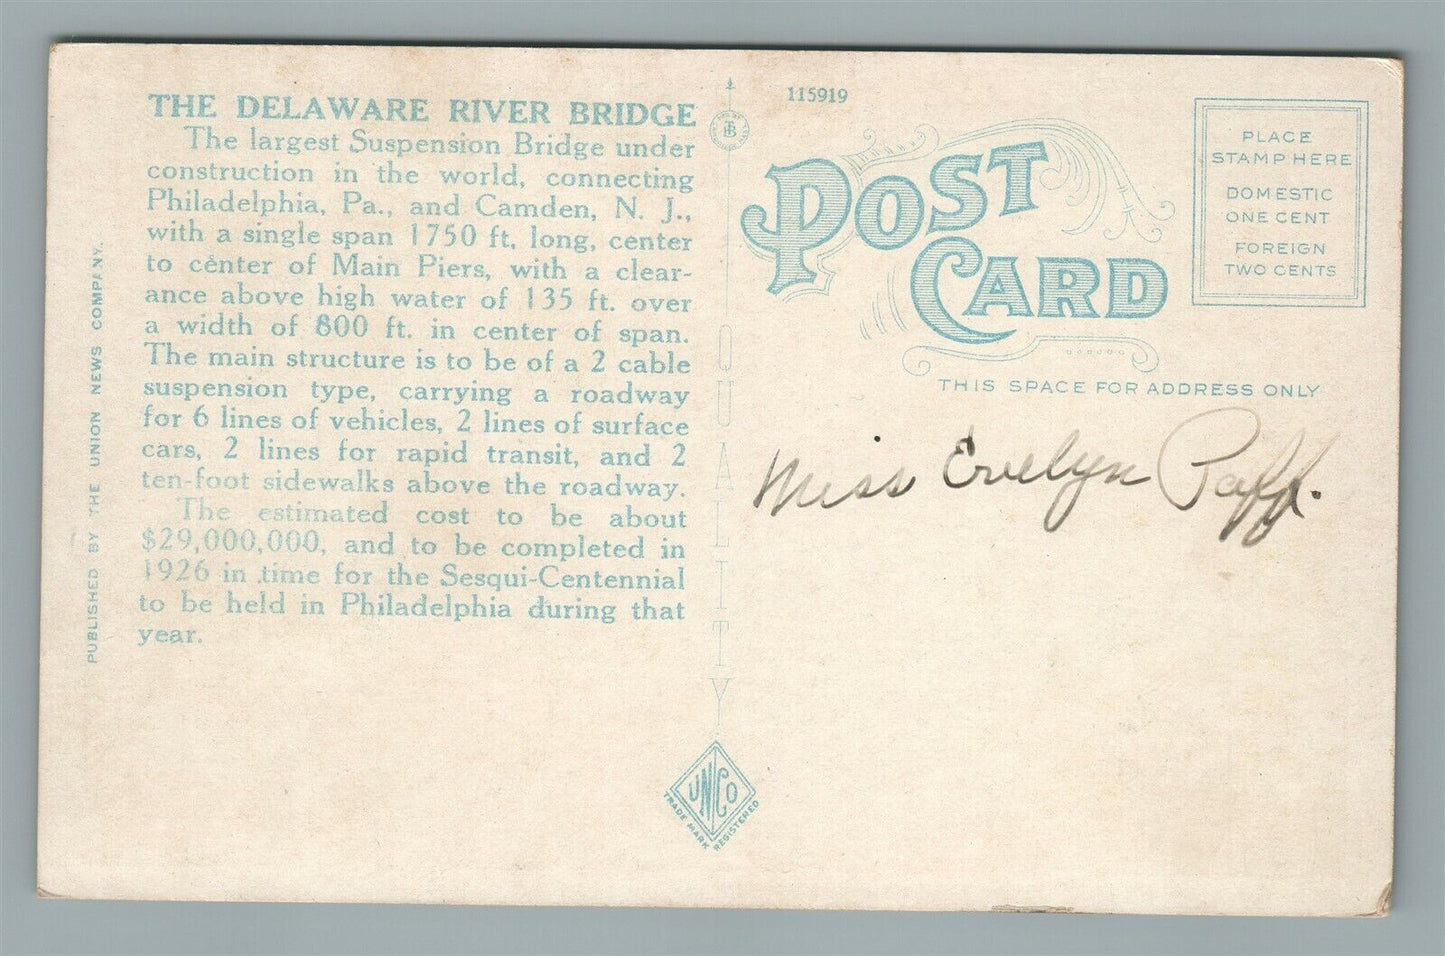 THE DELAWARE RIVER BRIDGE
The largest Suspension Bridge under
construction in the world, connecting
Philadelphia, Pa., and Camden, N. J.,
with a single span 1750 ft. long, center
to center of Main Piers, with a clear-
ance above high water of 135 ft. over
a width of 800 ft. in center of span.
The main structure is to be of a 2 cable
suspension type, carrying a roadway
for 6 lines of vehicles, 2 lines of surface
cars, 2 lines for rapid transit, and 2
ten-foot sidewalks above the roadway.
The estimated cost to be about
$29,000,000, and to be completed in
1926 in time for the Sesqui-Centennial
to be held in Philadelphia during that
year.
PUBLISHED BY THE UNION NEWS COMPANY.
QUALITY
UNCO
TRADE MARK REGISTERED
115919
POST
CARD
PLACE
STAMP HERE
DOMESTIC
ONE CENT
FOREIGN
TWO CENTS
THIS SPACE FOR ADDRESS ONLY
Miss Evelyn Paff.